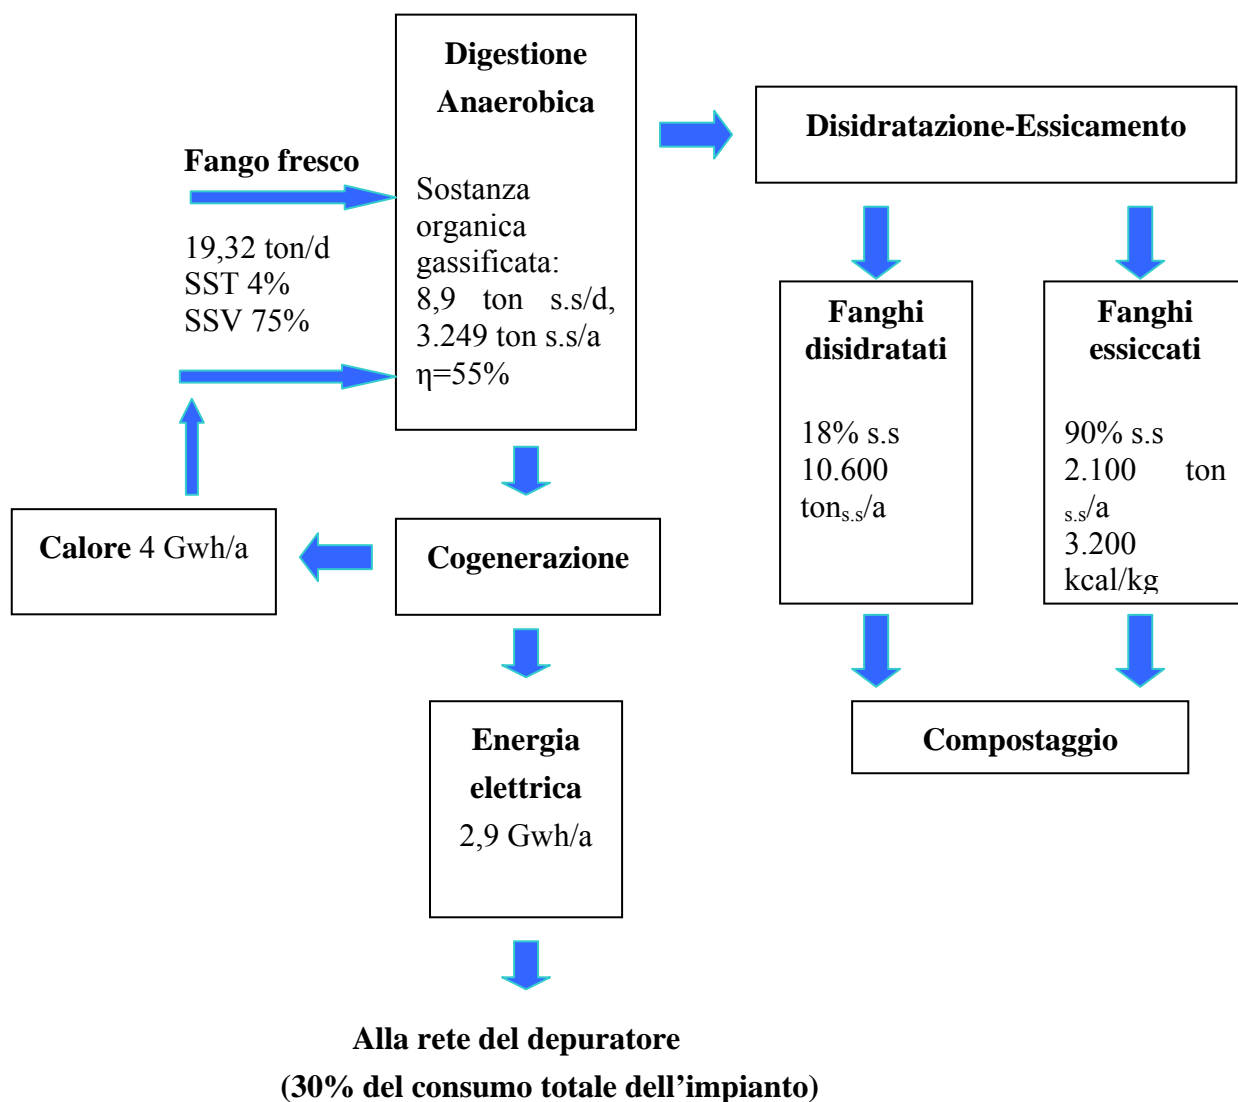 Digestione
Anaerobica
Sostanza
organica
gassificata:
8,9 ton s.s/d,
3.249 ton s.s/a
η=55%
Disidratazione-Essicamento
Fango fresco
19,32 ton/d
SST 4%
SSV 75%
Fanghi
disidratati
18% s.s
10.600
tons.s/a
Fanghi
essiccati
90% s.s
2.100 ton
s.s/a
3.200
kcal/kg
Calore 4 Gwh/a
Cogenerazione
Energia
elettrica
2,9 Gwh/a
Compostaggio
Alla rete del depuratore
(30% del consumo totale dell’impianto)